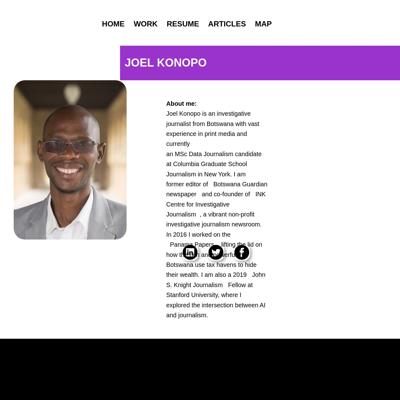 HOME WORK RESUME ARTICLES MAP
JOEL KONOPO
About me:
Joel Konopo is an investigative
journalist from Botswana with vast
experience in print media and
currently
an MSc Data Journalism candidate
at Columbia Graduate School
Journalism in New York. I am
former editor of Botswana Guardian
newspaper and co-founder of INK
Centre for Investigative
Journalism , a vibrant non-profit
investigative journalism newsroom.
In 2016 I worked on the
Panama Papers lifting the lid on
how the
Botswana use tax havens to hide
their wealth. I am also a 2019 John
S. Knight Journalism Fellow at
Stanford University, where I
explored the intersection between AI
and journalism.